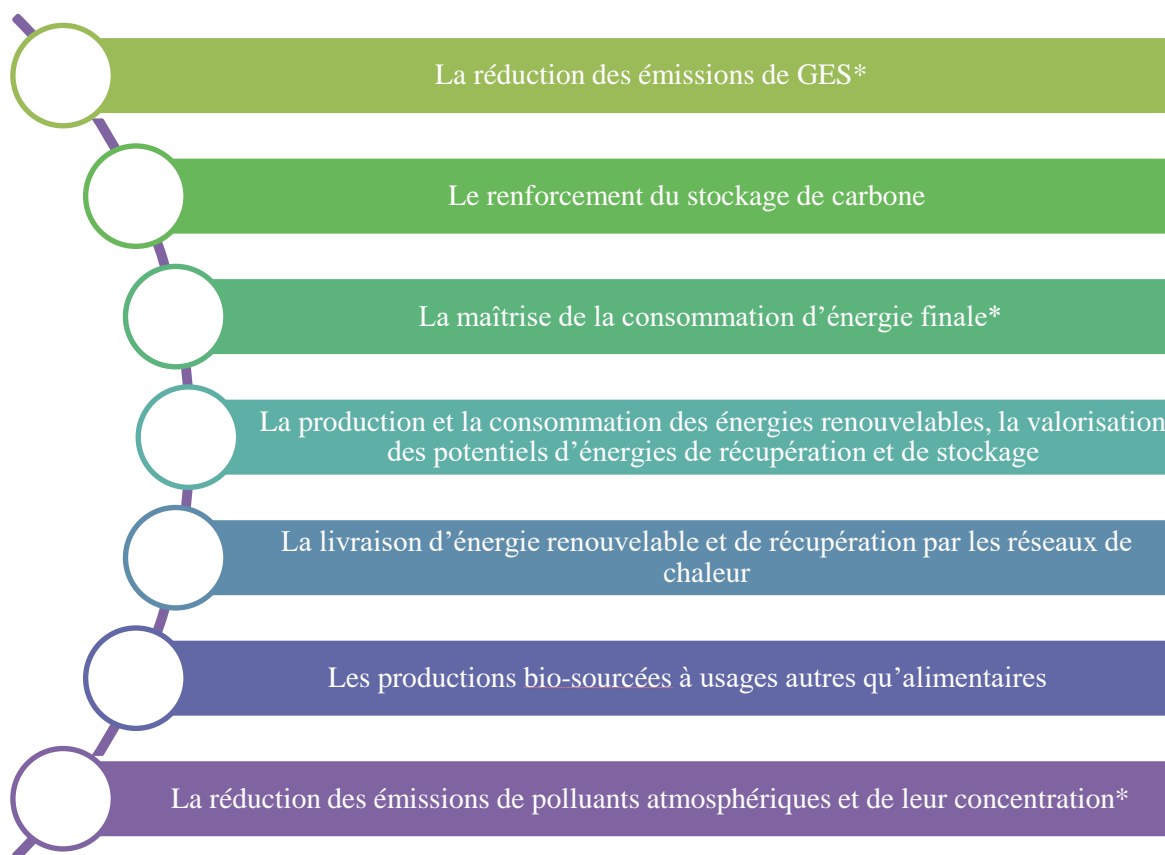 La réduction des émissions de GES*
Le renforcement du stockage de carbone
La maîtrise de la consommation d’énergie finale*
La production et la consommation des énergies renouvelables, la valorisation
des potentiels d’énergies de récupération et de stockage
La livraison d’énergie renouvelable et de récupération par les réseaux de
chaleur
Les productions bio-sourcées à usages autres qu’alimentaires
La réduction des émissions de polluants atmosphériques et de leur concentration*